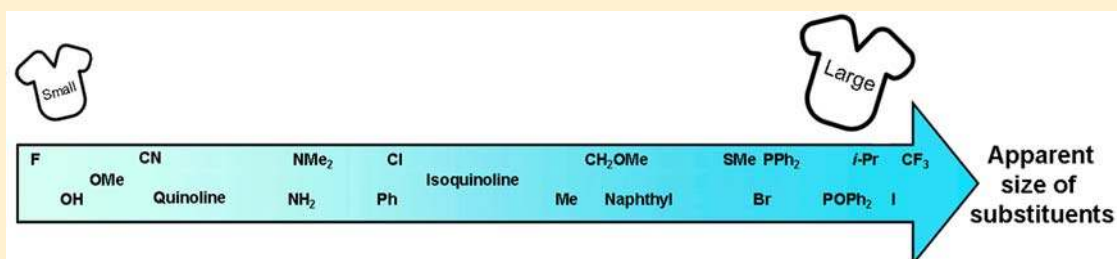 Small
Large
F CN NMe₂ Cl CH₂OMe SMe PPh₂ i-Pr CF₃
OMe Isoquinoline
OH Quinoline NH₂ Ph Me Naphthyl Br POPh₂ I
Apparent
size of
substituents